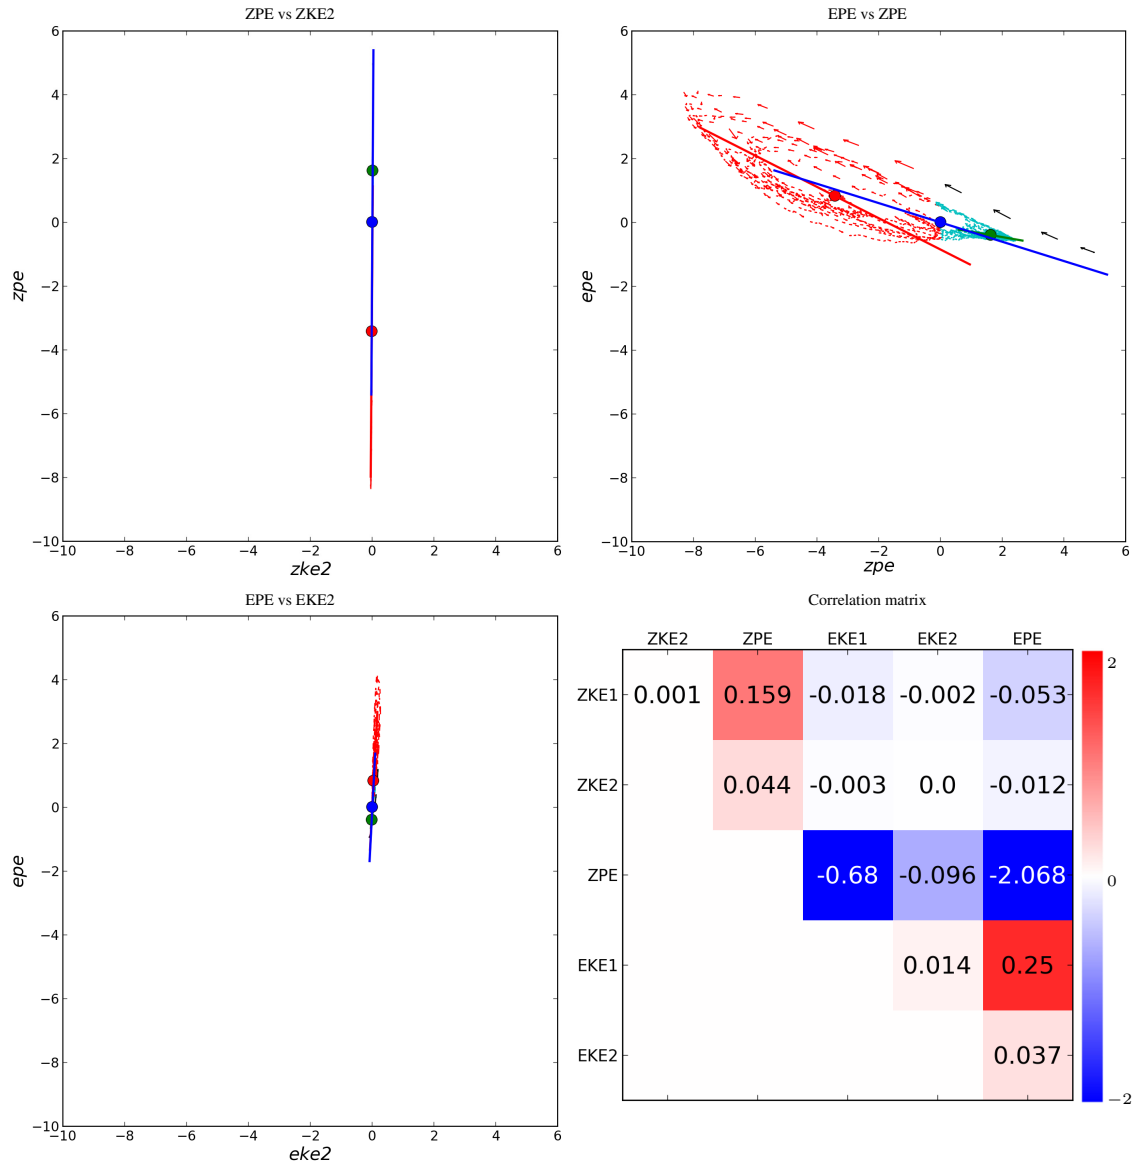 ZPE vs ZKE2
6
4
2
0
−2
−4
−6
−8
−10
zpe
−10 −8 −6 −4 −2 0 2 4 6
zke2
EPE vs ZPE
6
4
2
0
−2
−4
−6
−8
−10
epe
−10 −8 −6 −4 −2 0 2 4 6
zpe
EPE vs EKE2
6
4
2
0
−2
−4
−6
−8
−10
epe
−10 −8 −6 −4 −2 0 2 4 6
eke2
Correlation matrix
ZKE2 ZPE EKE1 EKE2 EPE
ZKE1 0.001 0.159 -0.018 -0.002 -0.053
ZKE2 0.044 -0.003 0.0 -0.012
ZPE -0.68 -0.096 -2.068
EKE1 0.014 0.25
EKE2 0.037
2
0
−2